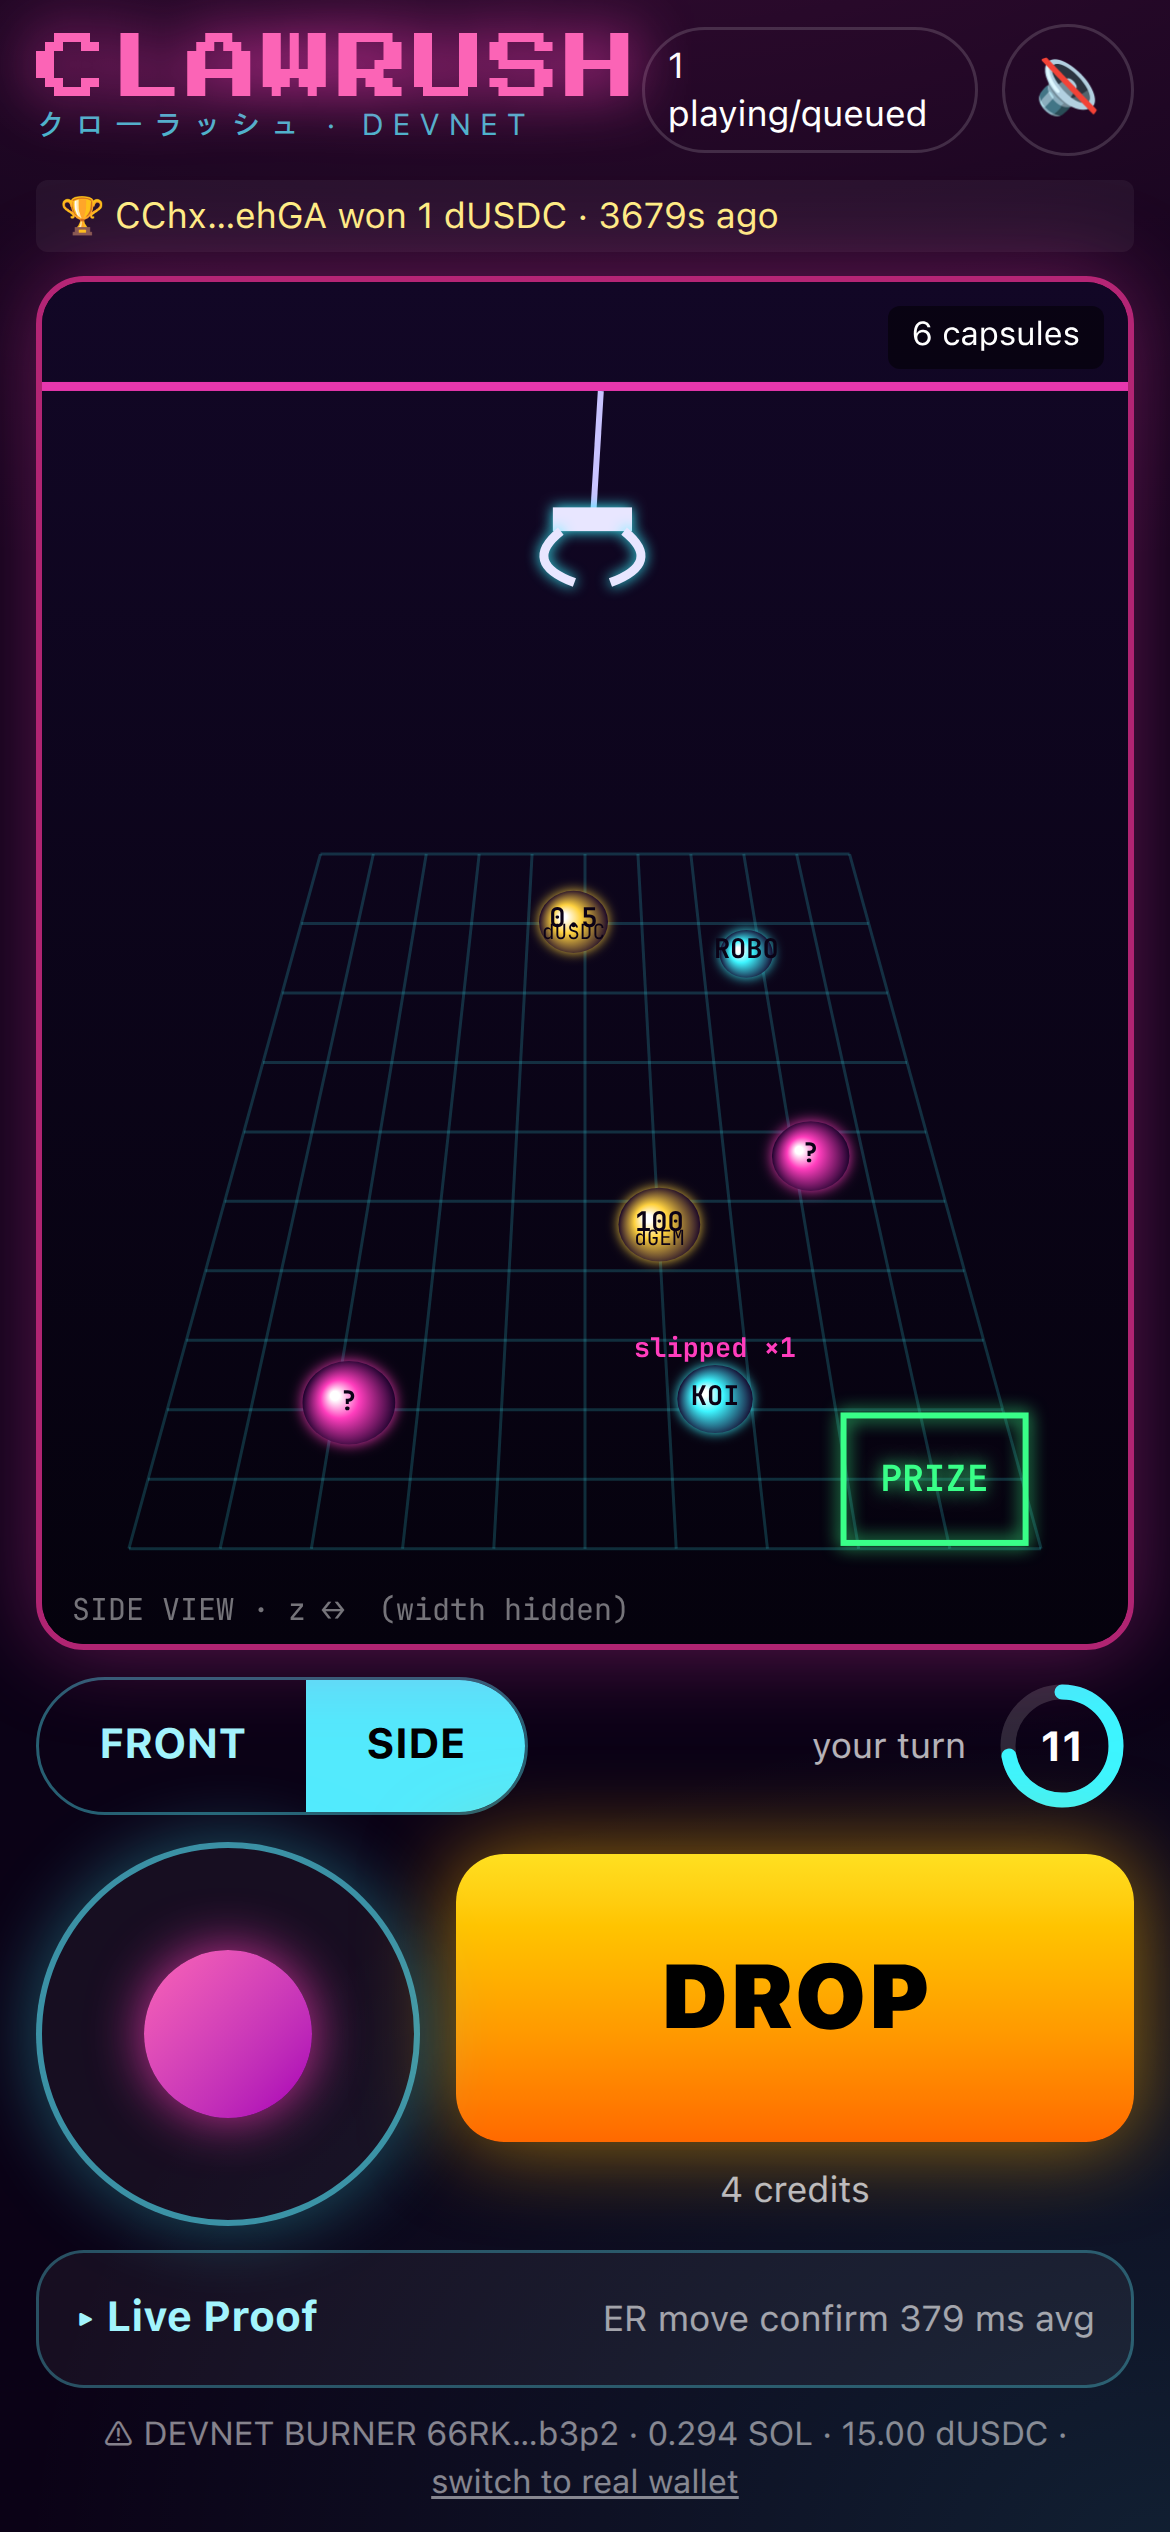 CLAWRUSH
クローラッシュ · DEVNET
1
playing/queued
🏆 CChx…ehGA won 1 dUSDC · 3679s ago
6 capsules
0.5
dUSDC
ROBO
?
100
dGEM
slipped ×1
?
KOI
PRIZE
SIDE VIEW · z ↔ (width hidden)
FRONT
SIDE
your turn
11
DROP
4 credits
▸ Live Proof
ER move confirm 379 ms avg
⚠ DEVNET BURNER 66RK…b3p2 · 0.294 SOL · 15.00 dUSDC ·
switch to real wallet